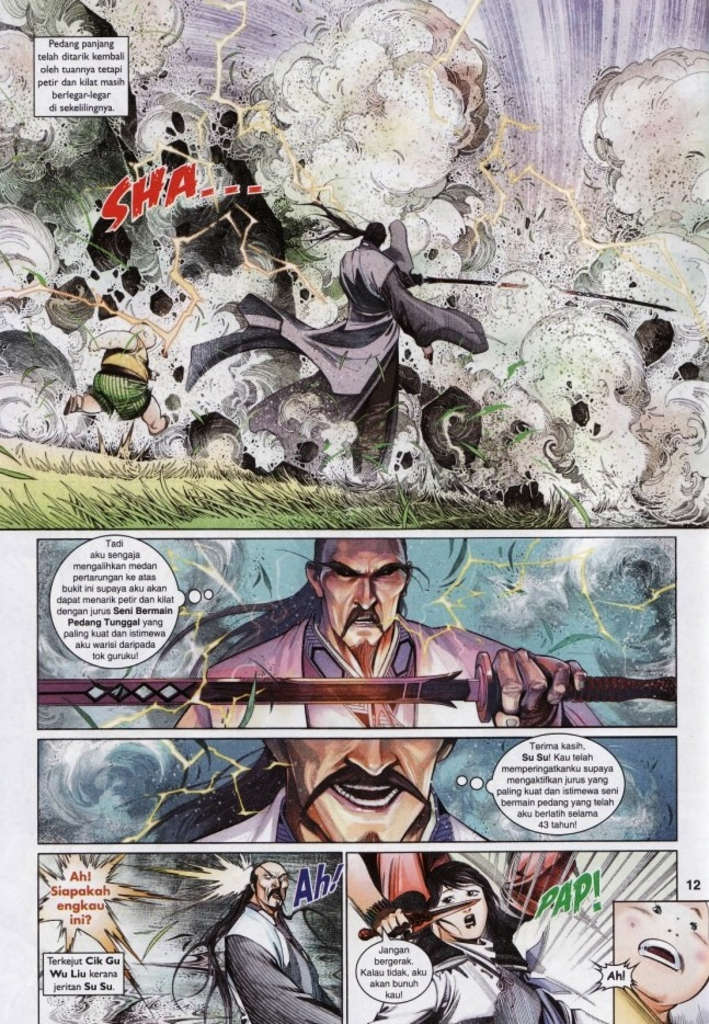 Pedang panjang
telah ditarik kembali
oleh tuannya tetapi
petir dan kilat masih
berlegar-legar
di sekelilingnya.
SHA---
Tadi
aku sengaja
mengalihkan medan
pertarungan ke atas
bukit ini supaya aku akan
dapat menarik petir dan kilat
dengan jurus Seni Bermain
Pedang Tunggal yang
paling kuat dan istimewa
aku warisi daripada
tok guruku!
Terima kasih,
Su Su! Kau telah
memperingatkanku supaya
mengaktifkan jurus yang
paling kuat dan istimewa seni
bermain pedang yang telah
aku berlatih selama
43 tahun!
Ah!
Siapakah
engkau
ini?
Ah!
Terkejut Cik Gu
Wu Liu kerana
jeritan Su Su.
PAP!
Jangan
bergerak.
Kalau tidak, aku
akan bunuh
kau!
12
Ah!